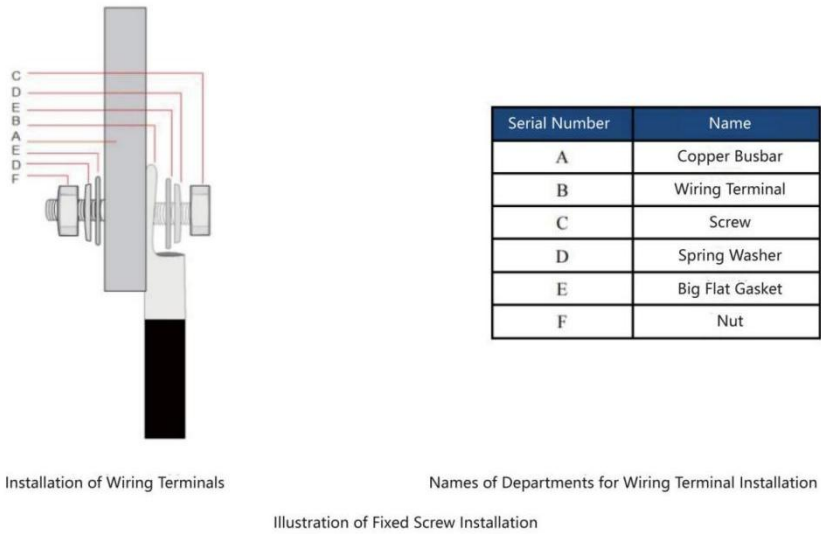 C
D
E
B
A
E
D
F
Serial Number Name
A Copper Busbar
B Wiring Terminal
C Screw
D Spring Washer
E Big Flat Gasket
F Nut
Installation of Wiring Terminals
Names of Departments for Wiring Terminal Installation
Illustration of Fixed Screw Installation